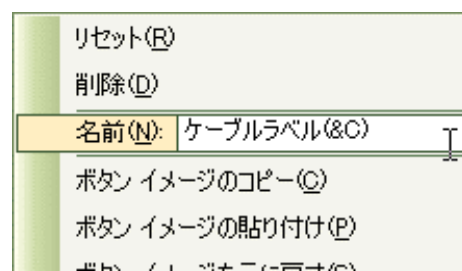 リセット(R)
削除(D)
名前(N): ケーブルラベル(&C)
ボタン イメージのコピー(C)
ボタン イメージの貼り付け(P)